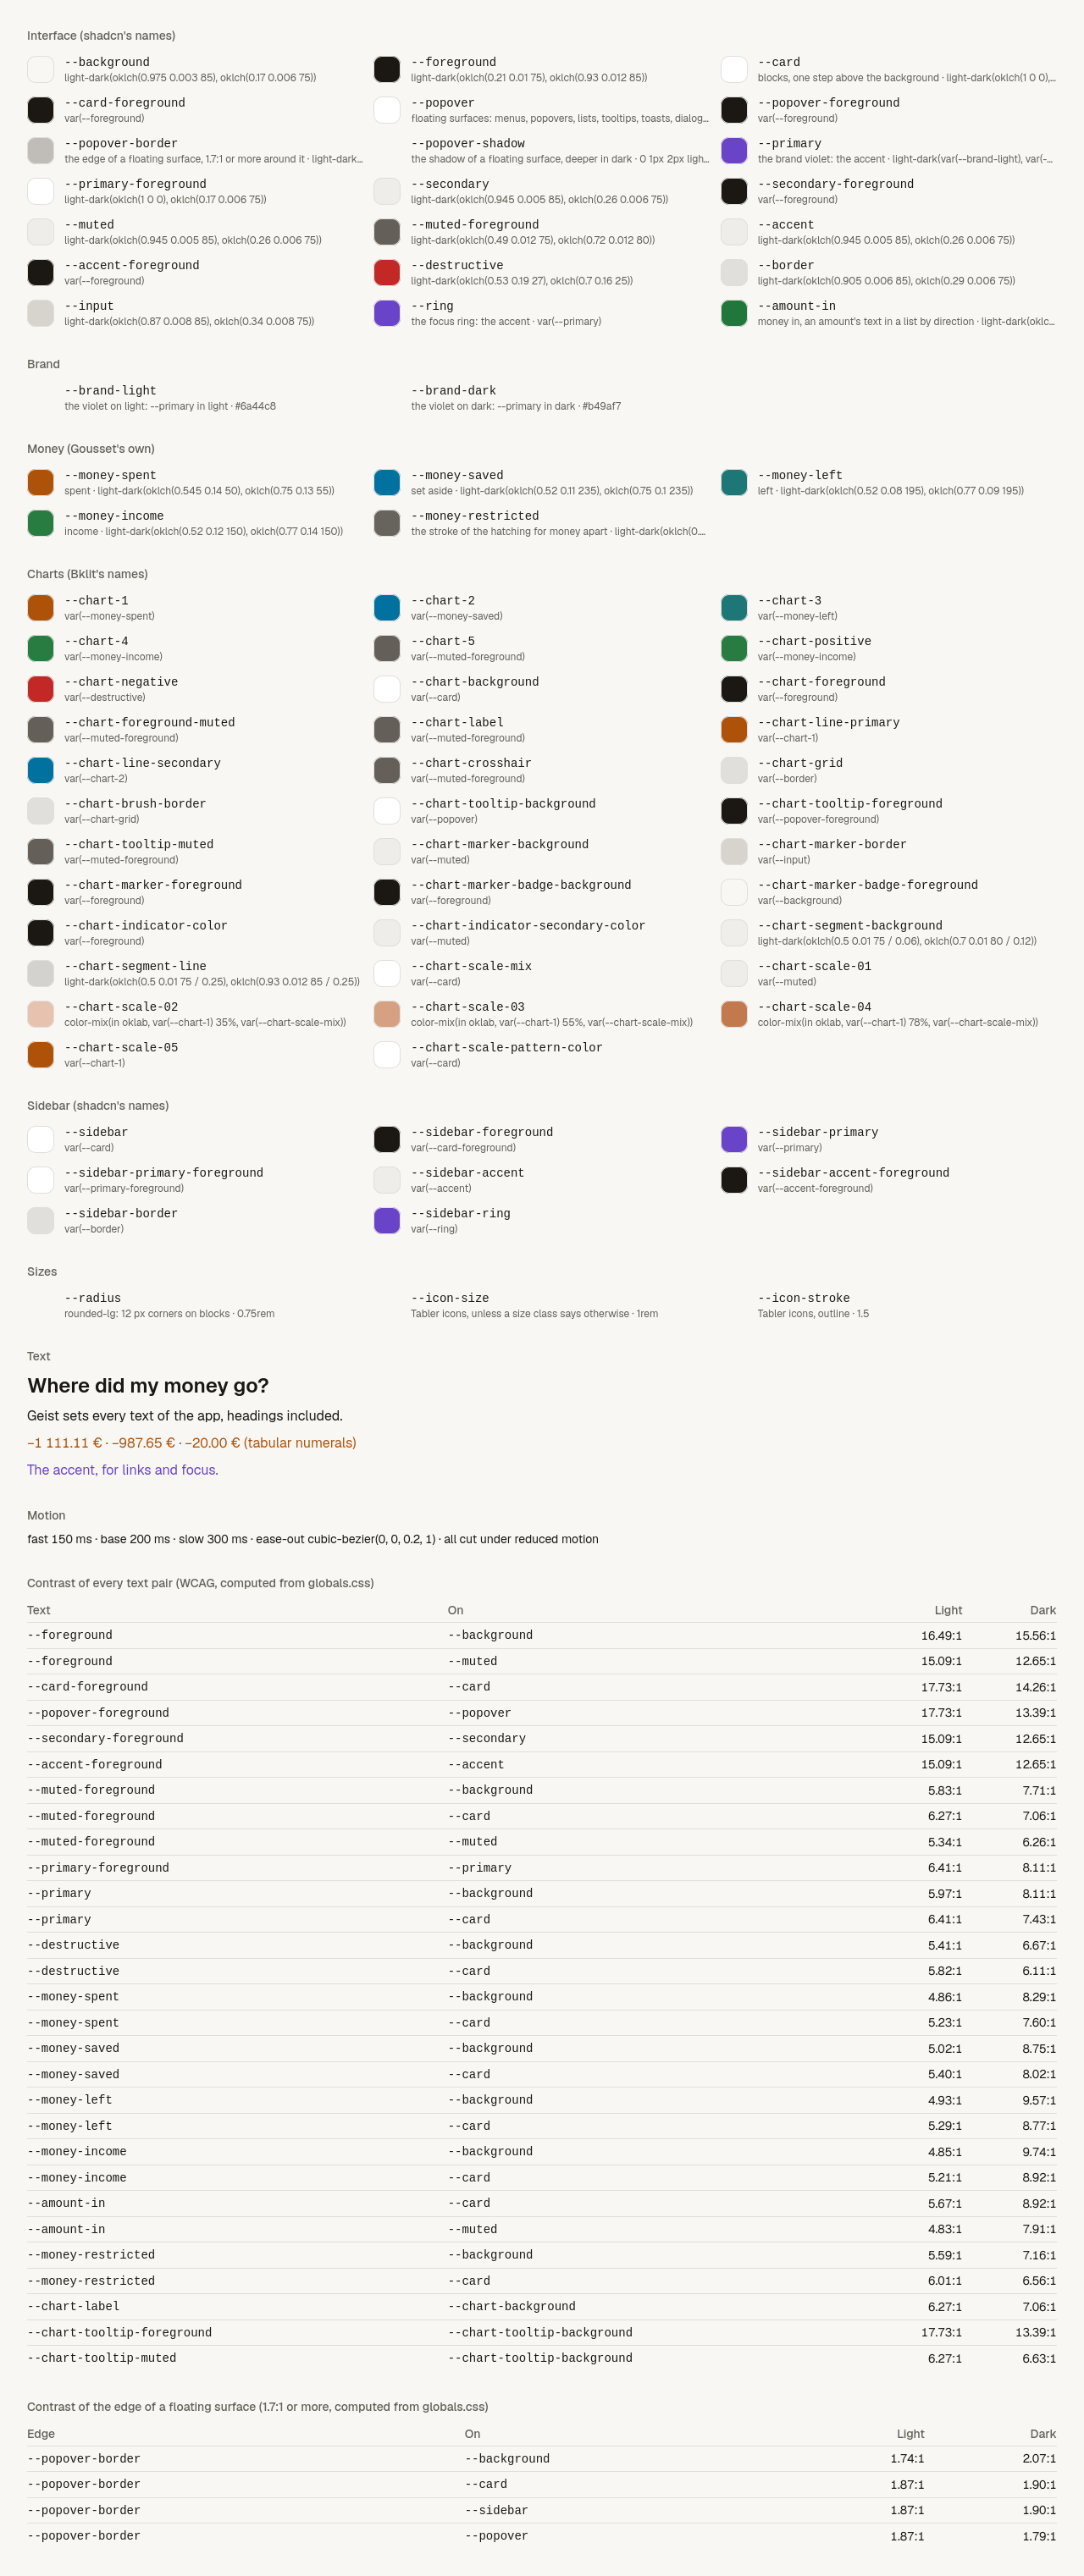 Interface (shadcn's names)
--background
light-dark(oklch(0.975 0.003 85), oklch(0.17 0.006 75))
--foreground
light-dark(oklch(0.21 0.01 75), oklch(0.93 0.012 85))
--card
blocks, one step above the background · light-dark(oklch(1 0 0),...
--card-foreground
var(--foreground)
--popover
floating surfaces: menus, popovers, lists, tooltips, toasts, dialog...
--popover-foreground
var(--foreground)
--popover-border
the edge of a floating surface, 1.7:1 or more around it · light-dark...
--popover-shadow
the shadow of a floating surface, deeper in dark · 0 1px 2px ligh...
--primary
the brand violet: the accent · light-dark(var(--brand-light), var(-...
--primary-foreground
light-dark(oklch(1 0 0), oklch(0.17 0.006 75))
--secondary
light-dark(oklch(0.945 0.005 85), oklch(0.26 0.006 75))
--secondary-foreground
var(--foreground)
--muted
light-dark(oklch(0.945 0.005 85), oklch(0.26 0.006 75))
--muted-foreground
light-dark(oklch(0.49 0.012 75), oklch(0.72 0.012 80))
--accent
light-dark(oklch(0.945 0.005 85), oklch(0.26 0.006 75))
--accent-foreground
var(--foreground)
--destructive
light-dark(oklch(0.53 0.19 27), oklch(0.7 0.16 25))
--border
light-dark(oklch(0.905 0.006 85), oklch(0.29 0.006 75))
--input
light-dark(oklch(0.87 0.008 85), oklch(0.34 0.008 75))
--ring
the focus ring: the accent · var(--primary)
--amount-in
money in, an amount's text in a list by direction · light-dark(oklc...
Brand
--brand-light
the violet on light: --primary in light · #6a44c8
--brand-dark
the violet on dark: --primary in dark · #b49af7
Money (Gousset's own)
--money-spent
spent · light-dark(oklch(0.545 0.14 50), oklch(0.75 0.13 55))
--money-saved
set aside · light-dark(oklch(0.52 0.11 235), oklch(0.75 0.1 235))
--money-left
left · light-dark(oklch(0.52 0.08 195), oklch(0.77 0.09 195))
--money-income
income · light-dark(oklch(0.52 0.12 150), oklch(0.77 0.14 150))
--money-restricted
the stroke of the hatching for money apart · light-dark(oklch(0....
Charts (Bklit's names)
--chart-1
var(--money-spent)
--chart-2
var(--money-saved)
--chart-3
var(--money-left)
--chart-4
var(--money-income)
--chart-5
var(--muted-foreground)
--chart-positive
var(--money-income)
--chart-negative
var(--destructive)
--chart-background
var(--card)
--chart-foreground
var(--foreground)
--chart-foreground-muted
var(--muted-foreground)
--chart-label
var(--muted-foreground)
--chart-line-primary
var(--chart-1)
--chart-line-secondary
var(--chart-2)
--chart-crosshair
var(--muted-foreground)
--chart-grid
var(--border)
--chart-brush-border
var(--chart-grid)
--chart-tooltip-background
var(--popover)
--chart-tooltip-foreground
var(--popover-foreground)
--chart-tooltip-muted
var(--muted-foreground)
--chart-marker-background
var(--muted)
--chart-marker-border
var(--input)
--chart-marker-foreground
var(--foreground)
--chart-marker-badge-background
var(--foreground)
--chart-marker-badge-foreground
var(--background)
--chart-indicator-color
var(--foreground)
--chart-indicator-secondary-color
var(--muted)
--chart-segment-background
light-dark(oklch(0.5 0.01 75 / 0.06), oklch(0.7 0.01 80 / 0.12))
--chart-segment-line
light-dark(oklch(0.5 0.01 75 / 0.25), oklch(0.93 0.012 85 / 0.25))
--chart-scale-mix
var(--card)
--chart-scale-01
var(--muted)
--chart-scale-02
color-mix(in oklab, var(--chart-1) 35%, var(--chart-scale-mix))
--chart-scale-03
color-mix(in oklab, var(--chart-1) 55%, var(--chart-scale-mix))
--chart-scale-04
color-mix(in oklab, var(--chart-1) 78%, var(--chart-scale-mix))
--chart-scale-05
var(--chart-1)
--chart-scale-pattern-color
var(--card)
Sidebar (shadcn's names)
--sidebar
var(--card)
--sidebar-foreground
var(--card-foreground)
--sidebar-primary
var(--primary)
--sidebar-primary-foreground
var(--primary-foreground)
--sidebar-accent
var(--accent)
--sidebar-accent-foreground
var(--accent-foreground)
--sidebar-border
var(--border)
--sidebar-ring
var(--ring)
Sizes
--radius
rounded-lg: 12 px corners on blocks · 0.75rem
--icon-size
Tabler icons, unless a size class says otherwise · 1rem
--icon-stroke
Tabler icons, outline · 1.5
Text
Where did my money go?
Geist sets every text of the app, headings included.
−1 111.11 € · −987.65 € · −20.00 € (tabular numerals)
The accent, for links and focus.
Motion
fast 150 ms · base 200 ms · slow 300 ms · ease-out cubic-bezier(0, 0, 0.2, 1) · all cut under reduced motion
Contrast of every text pair (WCAG, computed from globals.css)
Text On Light Dark
--foreground --background 16.49:1 15.56:1
--foreground --muted 15.09:1 12.65:1
--card-foreground --card 17.73:1 14.26:1
--popover-foreground --popover 17.73:1 13.39:1
--secondary-foreground --secondary 15.09:1 12.65:1
--accent-foreground --accent 15.09:1 12.65:1
--muted-foreground --background 5.83:1 7.71:1
--muted-foreground --card 6.27:1 7.06:1
--muted-foreground --muted 5.34:1 6.26:1
--primary-foreground --primary 6.41:1 8.11:1
--primary --background 5.97:1 8.11:1
--primary --card 6.41:1 7.43:1
--destructive --background 5.41:1 6.67:1
--destructive --card 5.82:1 6.11:1
--money-spent --background 4.86:1 8.29:1
--money-spent --card 5.23:1 7.60:1
--money-saved --background 5.02:1 8.75:1
--money-saved --card 5.40:1 8.02:1
--money-left --background 4.93:1 9.57:1
--money-left --card 5.29:1 8.77:1
--money-income --background 4.85:1 9.74:1
--money-income --card 5.21:1 8.92:1
--amount-in --card 5.67:1 8.92:1
--amount-in --muted 4.83:1 7.91:1
--money-restricted --background 5.59:1 7.16:1
--money-restricted --card 6.01:1 6.56:1
--chart-label --chart-background 6.27:1 7.06:1
--chart-tooltip-foreground --chart-tooltip-background 17.73:1 13.39:1
--chart-tooltip-muted --chart-tooltip-background 6.27:1 6.63:1
Contrast of the edge of a floating surface (1.7:1 or more, computed from globals.css)
Edge On Light Dark
--popover-border --background 1.74:1 2.07:1
--popover-border --card 1.87:1 1.90:1
--popover-border --sidebar 1.87:1 1.90:1
--popover-border --popover 1.87:1 1.79:1